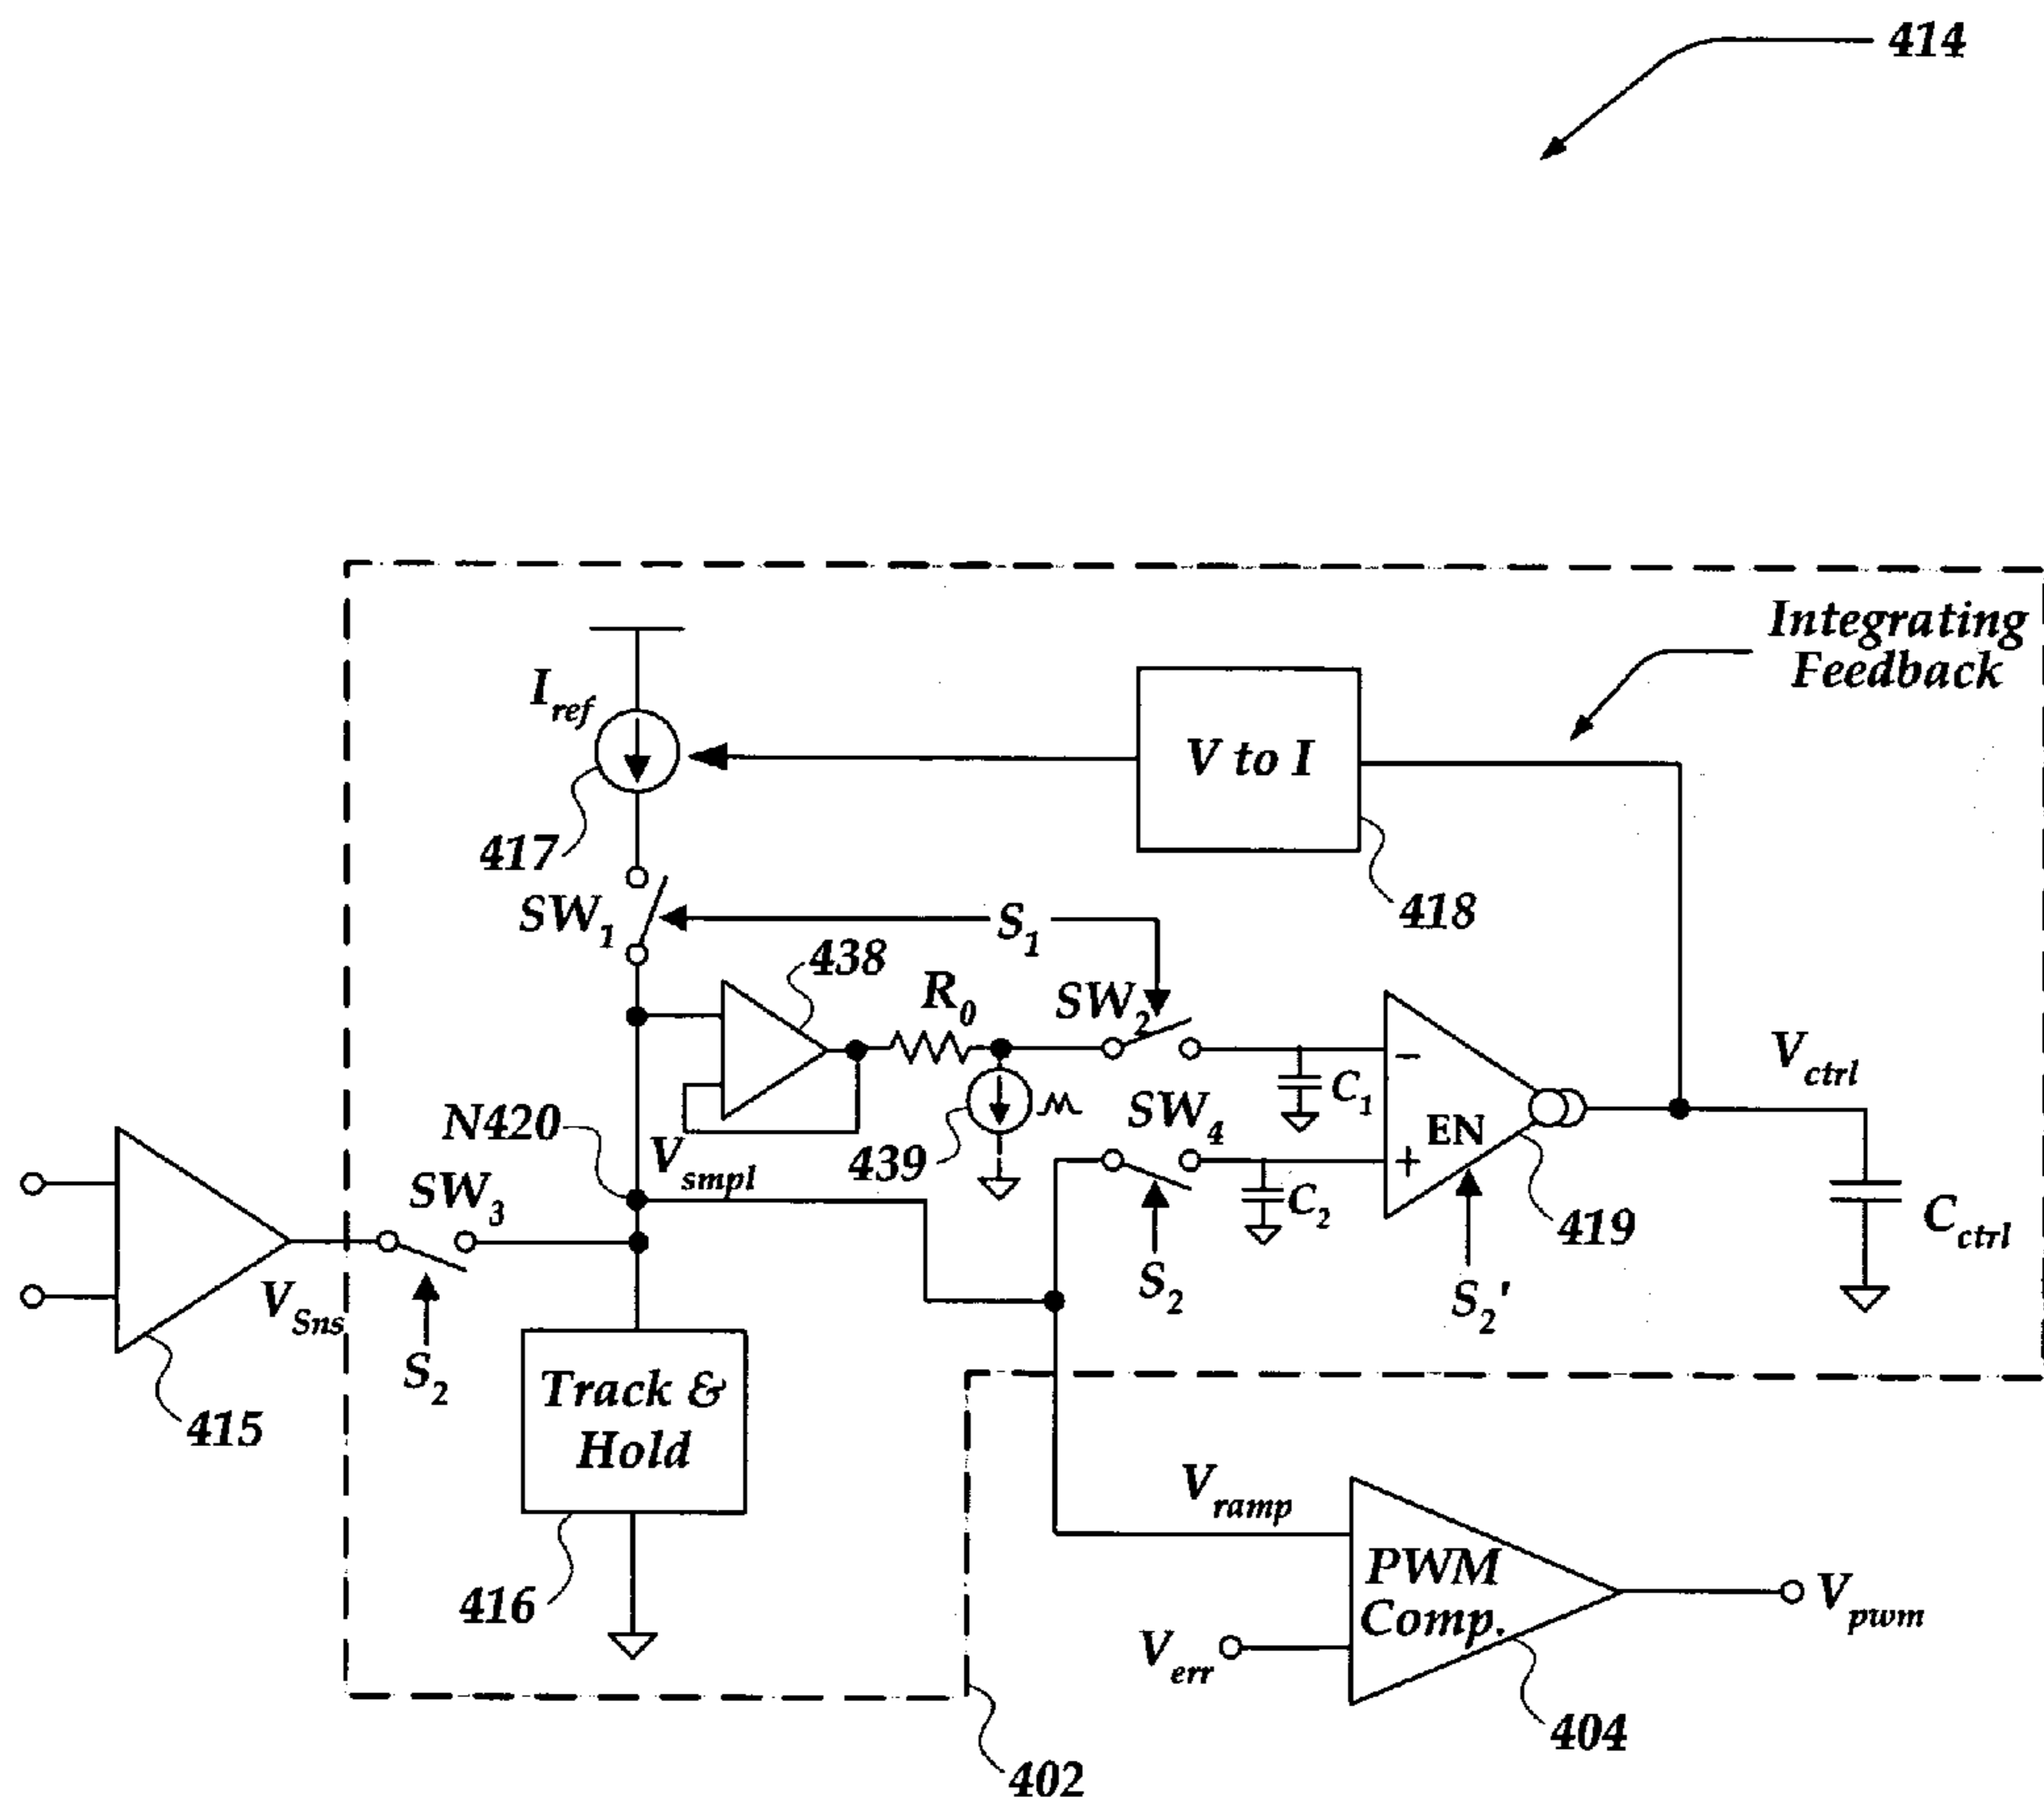 414
Integrating
Feedback
I_ref
V to I
417
SW_1
S_1
418
438
R_0
SW_2
V_ctrl
N420
V_smpl
439
SW_4
C_1
EN
−
+
SW_3
C_2
419
C_ctrl
V_Sns
S_2
S_2
S_2'
415
Track &
Hold
V_ramp
416
PWM
Comp.
V_pwm
V_err
404
402